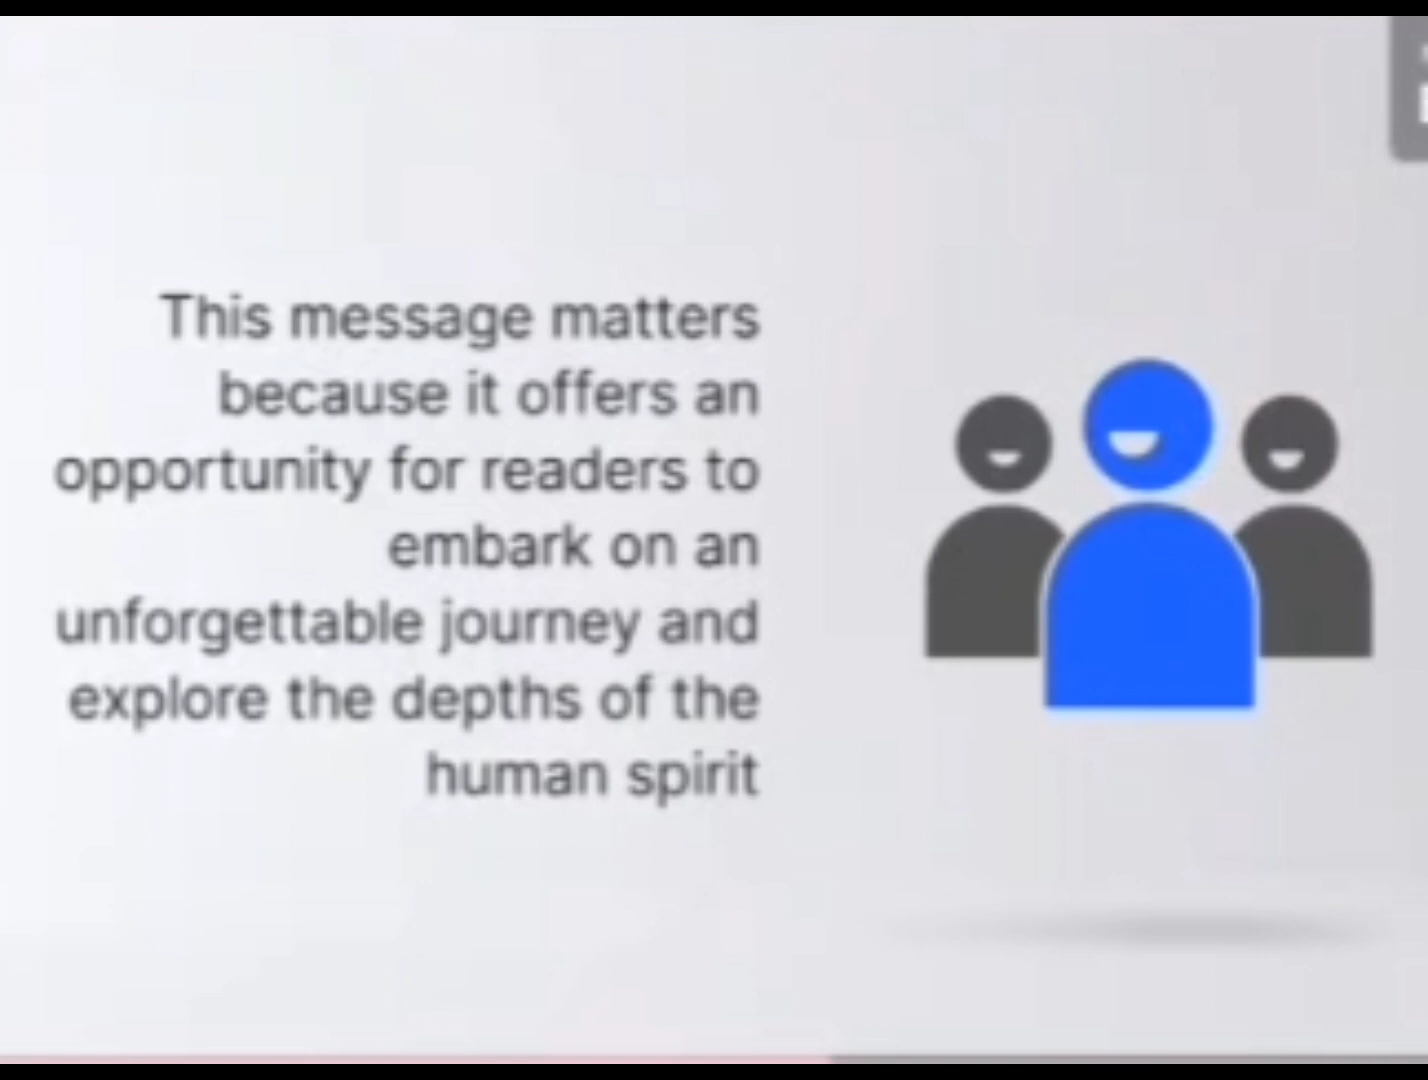 This message matters
because it offers an
opportunity for readers to
embark on an
unforgettable journey and
explore the depths of the
human spirit